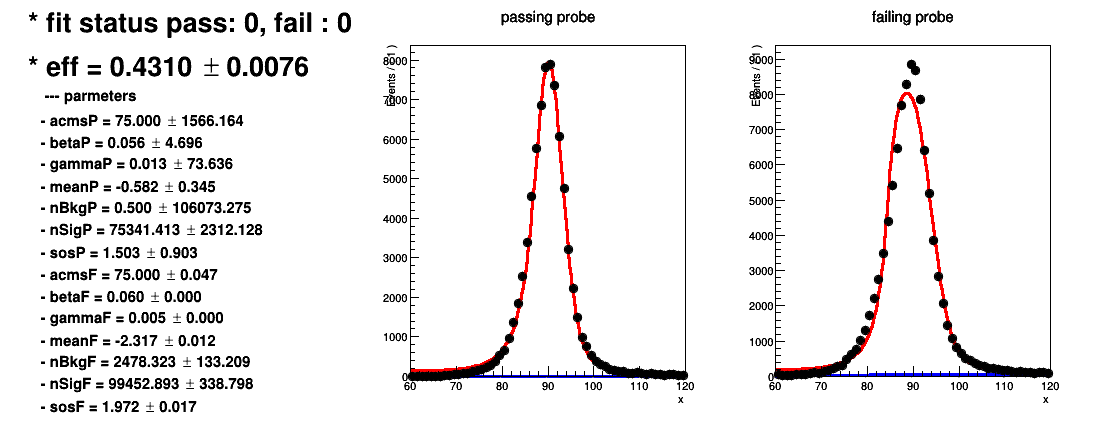 * fit status pass: 0, fail : 0
* eff = 0.4310 ± 0.0076
--- parmeters
- acmsP = 75.000 ± 1566.164
- betaP = 0.056 ± 4.696
- gammaP = 0.013 ± 73.636
- meanP = -0.582 ± 0.345
- nBkgP = 0.500 ± 106073.275
- nSigP = 75341.413 ± 2312.128
- sosP = 1.503 ± 0.903
- acmsF = 75.000 ± 0.047
- betaF = 0.060 ± 0.000
- gammaF = 0.005 ± 0.000
- meanF = -2.317 ± 0.012
- nBkgF = 2478.323 ± 133.209
- nSigF = 99452.893 ± 338.798
- sosF = 1.972 ± 0.017
passing probe
Events / ( 1 )
8000
7000
6000
5000
4000
3000
2000
1000
0
60 70 80 90 100 110 120
x
failing probe
Events / ( 1 )
9000
8000
7000
6000
5000
4000
3000
2000
1000
0
60 70 80 90 100 110 120
x